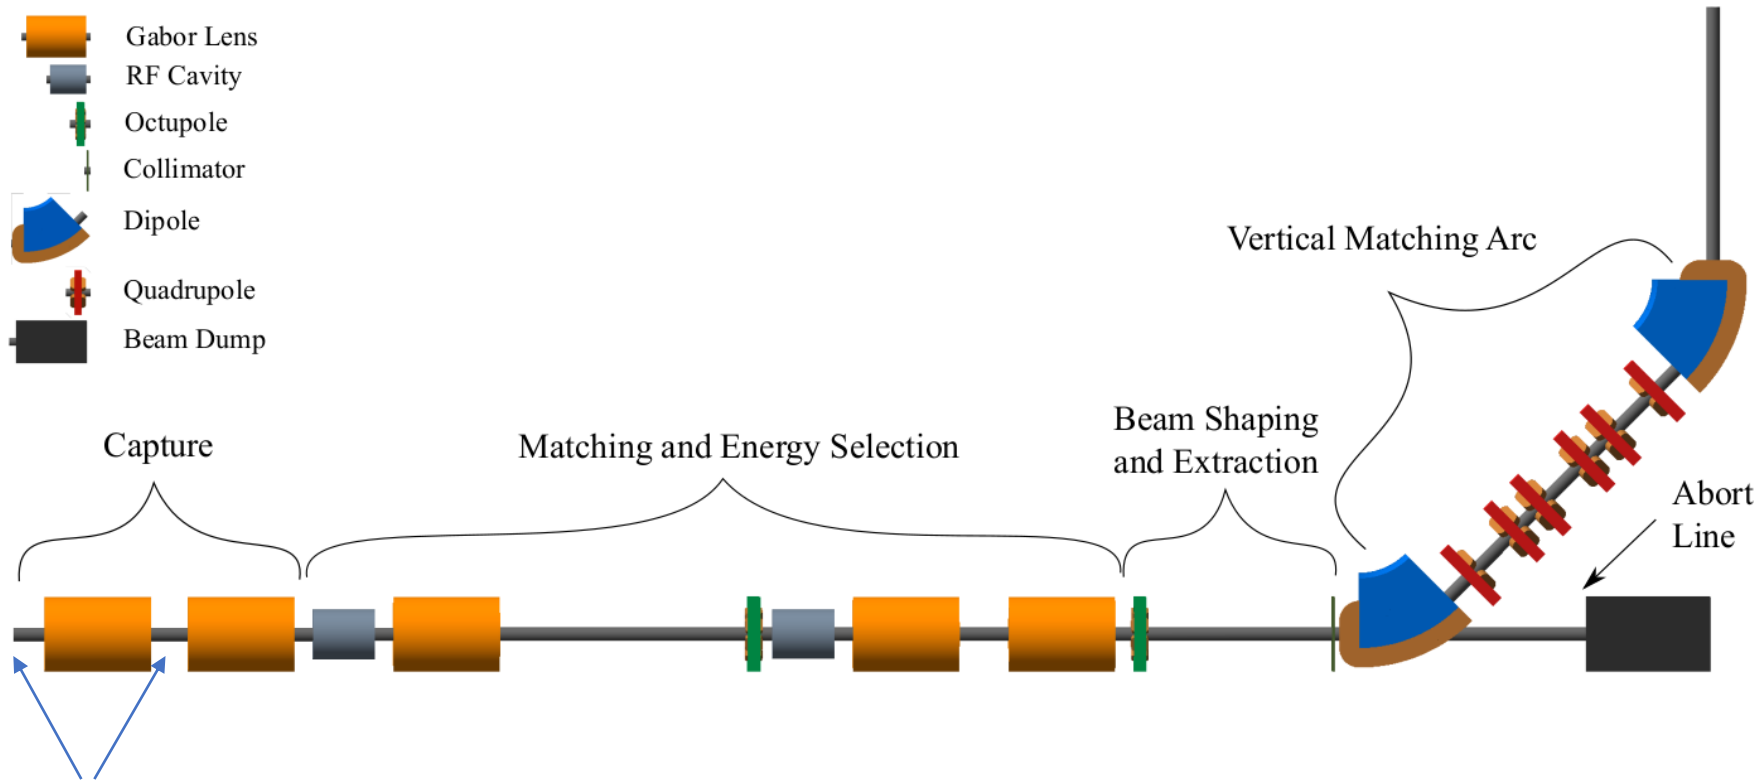 Gabor Lens
RF Cavity
Octupole
Collimator
Dipole
Quadrupole
Beam Dump
Capture
Matching and Energy Selection
Beam Shaping
and Extraction
Vertical Matching Arc
Abort
Line